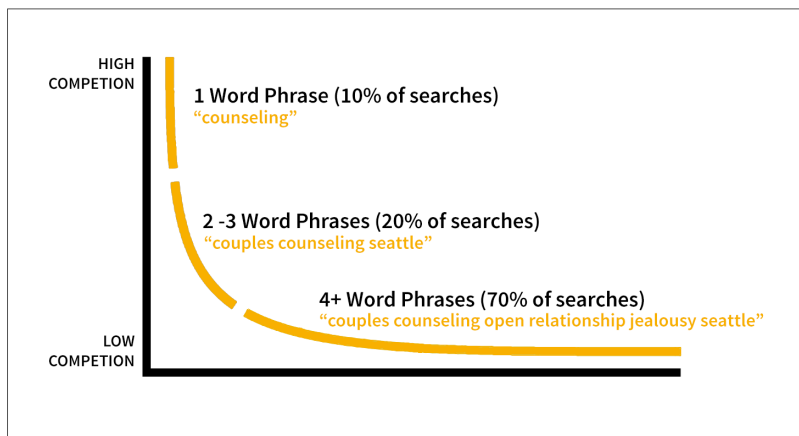 HIGH
COMPETION
1 Word Phrase (10% of searches)
“counseling”
2 -3 Word Phrases (20% of searches)
“couples counseling seattle”
4+ Word Phrases (70% of searches)
“couples counseling open relationship jealousy seattle”
LOW
COMPETION